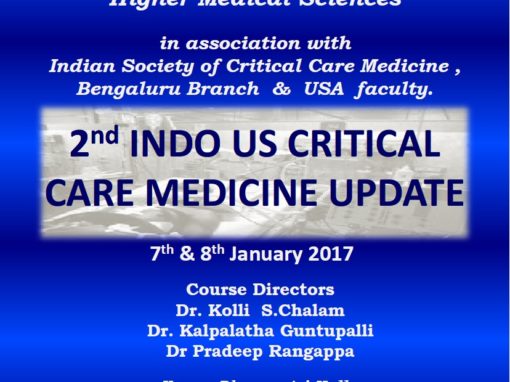 Higher Medical Sciences
in association with
Indian Society of Critical Care Medicine ,
Bengaluru Branch & USA faculty.
2nd INDO US CRITICAL
CARE MEDICINE UPDATE
7th & 8th January 2017
Course Directors
Dr. Kolli S.Chalam
Dr. Kalpalatha Guntupalli
Dr Pradeep Rangappa